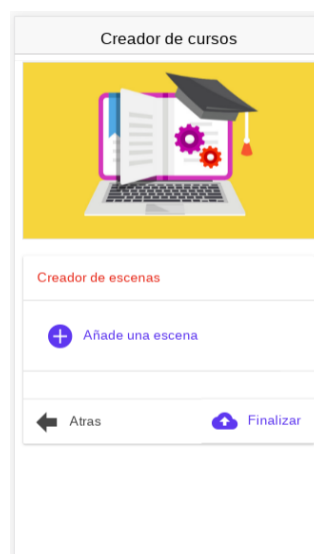 Creador de cursos
Creador de escenas
Añade una escena
Atras
Finalizar